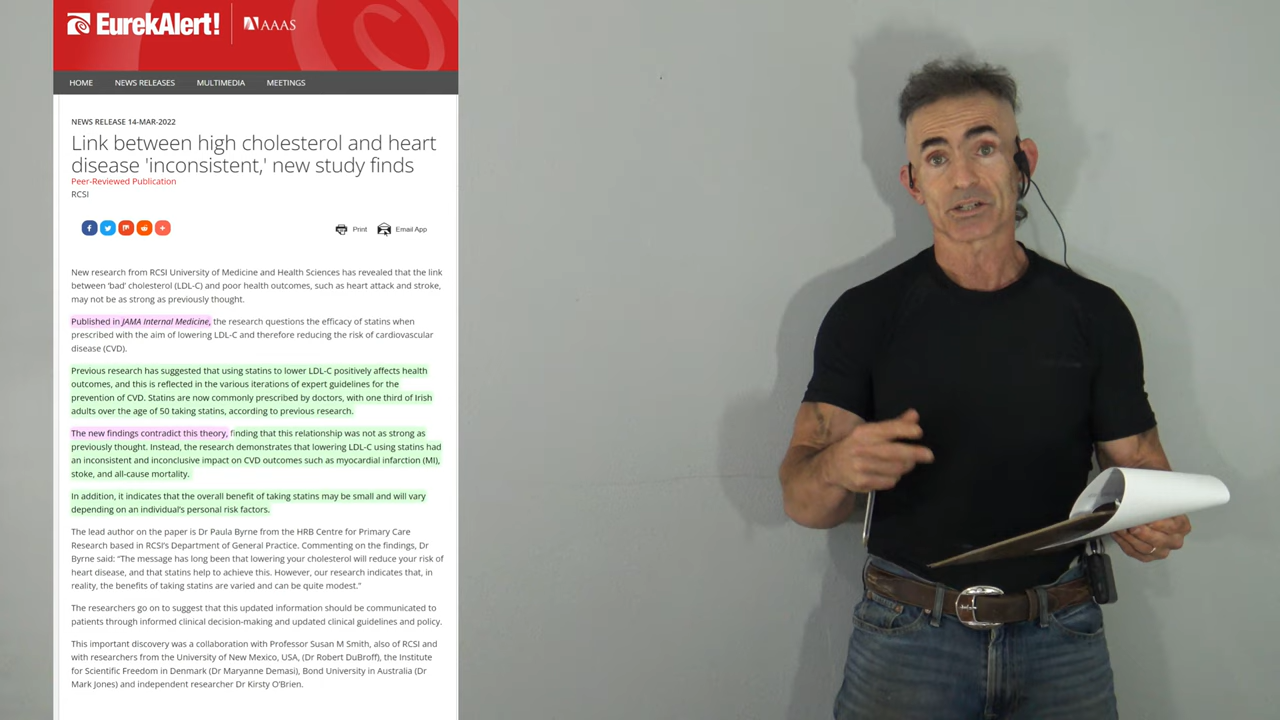 EurekAlert! AAAS
HOME NEWS RELEASES MULTIMEDIA MEETINGS
NEWS RELEASE 14-MAR-2022
Link between high cholesterol and heart
disease 'inconsistent,' new study finds
Peer-Reviewed Publication
RCSI
Print Email App
New research from RCSI University of Medicine and Health Sciences has revealed that the link
between ‘bad’ cholesterol (LDL-C) and poor health outcomes, such as heart attack and stroke,
may not be as strong as previously thought.
Published in JAMA Internal Medicine, the research questions the efficacy of statins when
prescribed with the aim of lowering LDL-C and therefore reducing the risk of cardiovascular
disease (CVD).
Previous research has suggested that using statins to lower LDL-C positively affects health
outcomes, and this is reflected in the various iterations of expert guidelines for the
prevention of CVD. Statins are now commonly prescribed by doctors, with one third of Irish
adults over the age of 50 taking statins, according to previous research.
The new findings contradict this theory, finding that this relationship was not as strong as
previously thought. Instead, the research demonstrates that lowering LDL-C using statins had
an inconsistent and inconclusive impact on CVD outcomes such as myocardial infarction (MI),
stoke, and all-cause mortality.
In addition, it indicates that the overall benefit of taking statins may be small and will vary
depending on an individual’s personal risk factors.
The lead author on the paper is Dr Paula Byrne from the HRB Centre for Primary Care
Research based in RCSI’s Department of General Practice. Commenting on the findings, Dr
Byrne said: “The message has long been that lowering your cholesterol will reduce your risk of
heart disease, and that statins help to achieve this. However, our research indicates that, in
reality, the benefits of taking statins are varied and can be quite modest.”
The researchers go on to suggest that this updated information should be communicated to
patients through informed clinical decision-making and updated clinical guidelines and policy.
This important discovery was a collaboration with Professor Susan M Smith, also of RCSI and
with researchers from the University of New Mexico, USA, (Dr Robert DuBroff), the Institute
for Scientific Freedom in Denmark (Dr Maryanne Demasi), Bond University in Australia (Dr
Mark Jones) and independent researcher Dr Kirsty O’Brien.